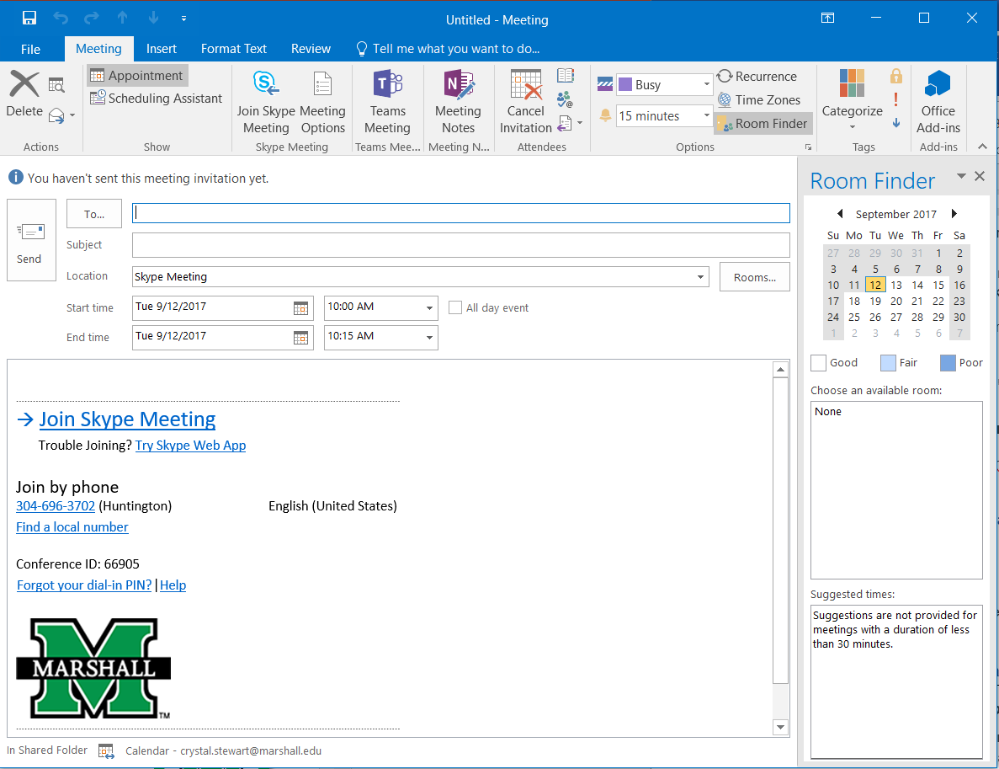 Untitled - Meeting
File Meeting Insert Format Text Review Tell me what you want to do...
Delete
Actions
Appointment
Scheduling Assistant
Show
Join Skype Meeting
Meeting Options
Skype Meeting
Teams Meeting
Teams Mee...
Meeting Notes
Meeting N...
Cancel Invitation
Attendees
Busy
15 minutes
Recurrence
Time Zones
Room Finder
Options
Categorize
Tags
Office Add-ins
Add-ins
You haven't sent this meeting invitation yet.
Send
To...
Subject
Location Skype Meeting Rooms...
Start time Tue 9/12/2017 10:00 AM All day event
End time Tue 9/12/2017 10:15 AM
→ Join Skype Meeting
Trouble Joining? Try Skype Web App
Join by phone
304-696-3702 (Huntington) English (United States)
Find a local number
Conference ID: 66905
Forgot your dial-in PIN? | Help
MARSHALL
TM
In Shared Folder Calendar - crystal.stewart@marshall.edu
Room Finder
September 2017
Su Mo Tu We Th Fr Sa
27 28 29 30 31 1 2
3 4 5 6 7 8 9
10 11 12 13 14 15 16
17 18 19 20 21 22 23
24 25 26 27 28 29 30
1 2 3 4 5 6 7
Good Fair Poor
Choose an available room:
None
Suggested times:
Suggestions are not provided for
meetings with a duration of less
than 30 minutes.